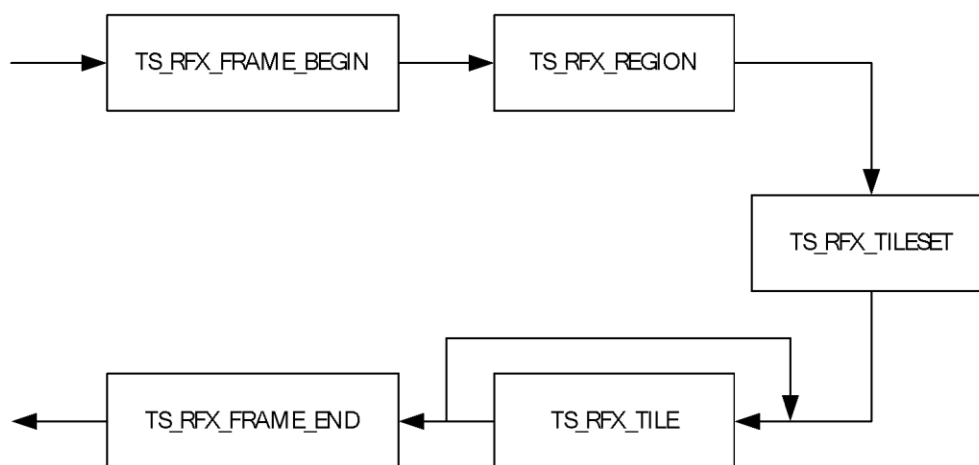 TS_RFX_FRAME_BEGIN
TS_RFX_REGION
TS_RFX_TILESET
TS_RFX_TILE
TS_RFX_FRAME_END